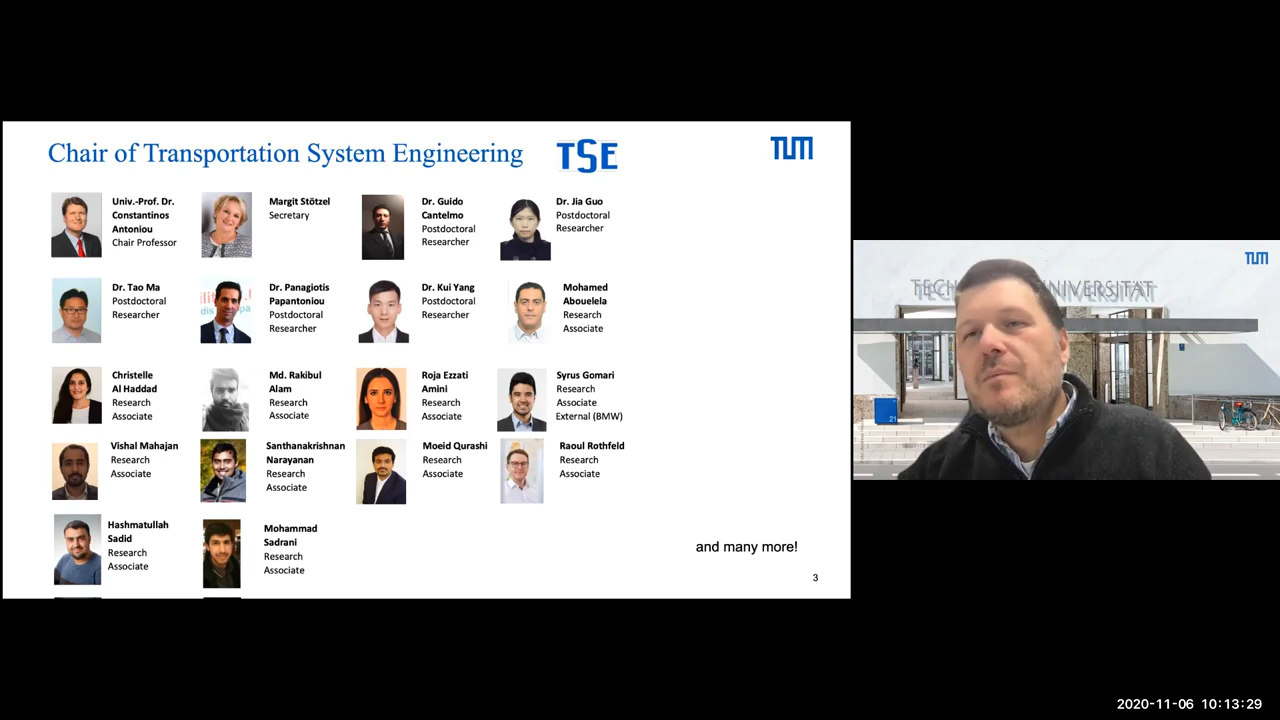 Chair of Transportation System Engineering
TSE
TUM
Univ.-Prof. Dr.
Constantinos
Antoniou
Chair Professor
Margit Stötzel
Secretary
Dr. Guido
Cantelmo
Postdoctoral
Researcher
Dr. Jia Guo
Postdoctoral
Researcher
Dr. Tao Ma
Postdoctoral
Researcher
Dr. Panagiotis
Papantoniou
Postdoctoral
Researcher
Dr. Kui Yang
Postdoctoral
Researcher
Mohamed
Abouelela
Research
Associate
Christelle
Al Haddad
Research
Associate
Md. Rakibul
Alam
Research
Associate
Roja Ezzati
Amini
Research
Associate
Syrus Gomari
Research
Associate
External (BMW)
Vishal Mahajan
Research
Associate
Santhanakrishnan
Narayanan
Research
Associate
Moeid Qurashi
Research
Associate
Raoul Rothfeld
Research
Associate
Hashmatullah
Sadid
Research
Associate
Mohammad
Sadrani
Research
Associate
and many more!
3
TUM
21
2020-11-06 10:13:29